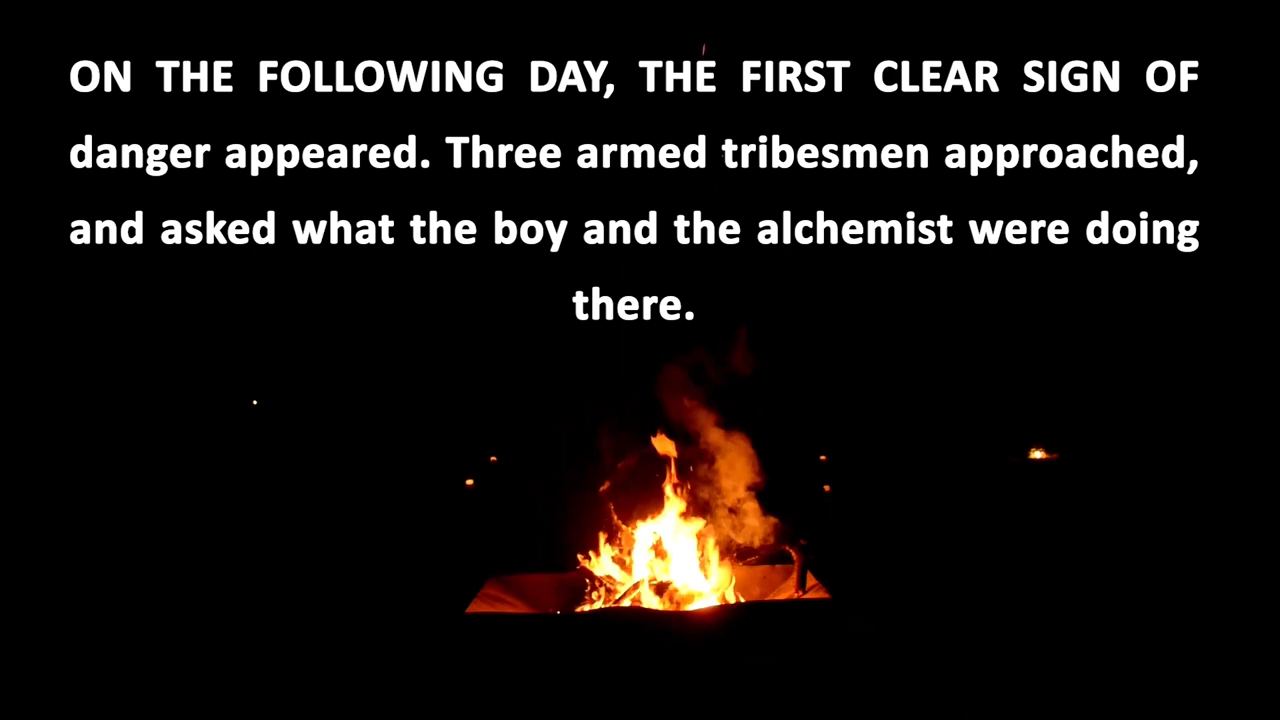 ON THE FOLLOWING DAY, THE FIRST CLEAR SIGN OF
danger appeared. Three armed tribesmen approached,
and asked what the boy and the alchemist were doing
there.